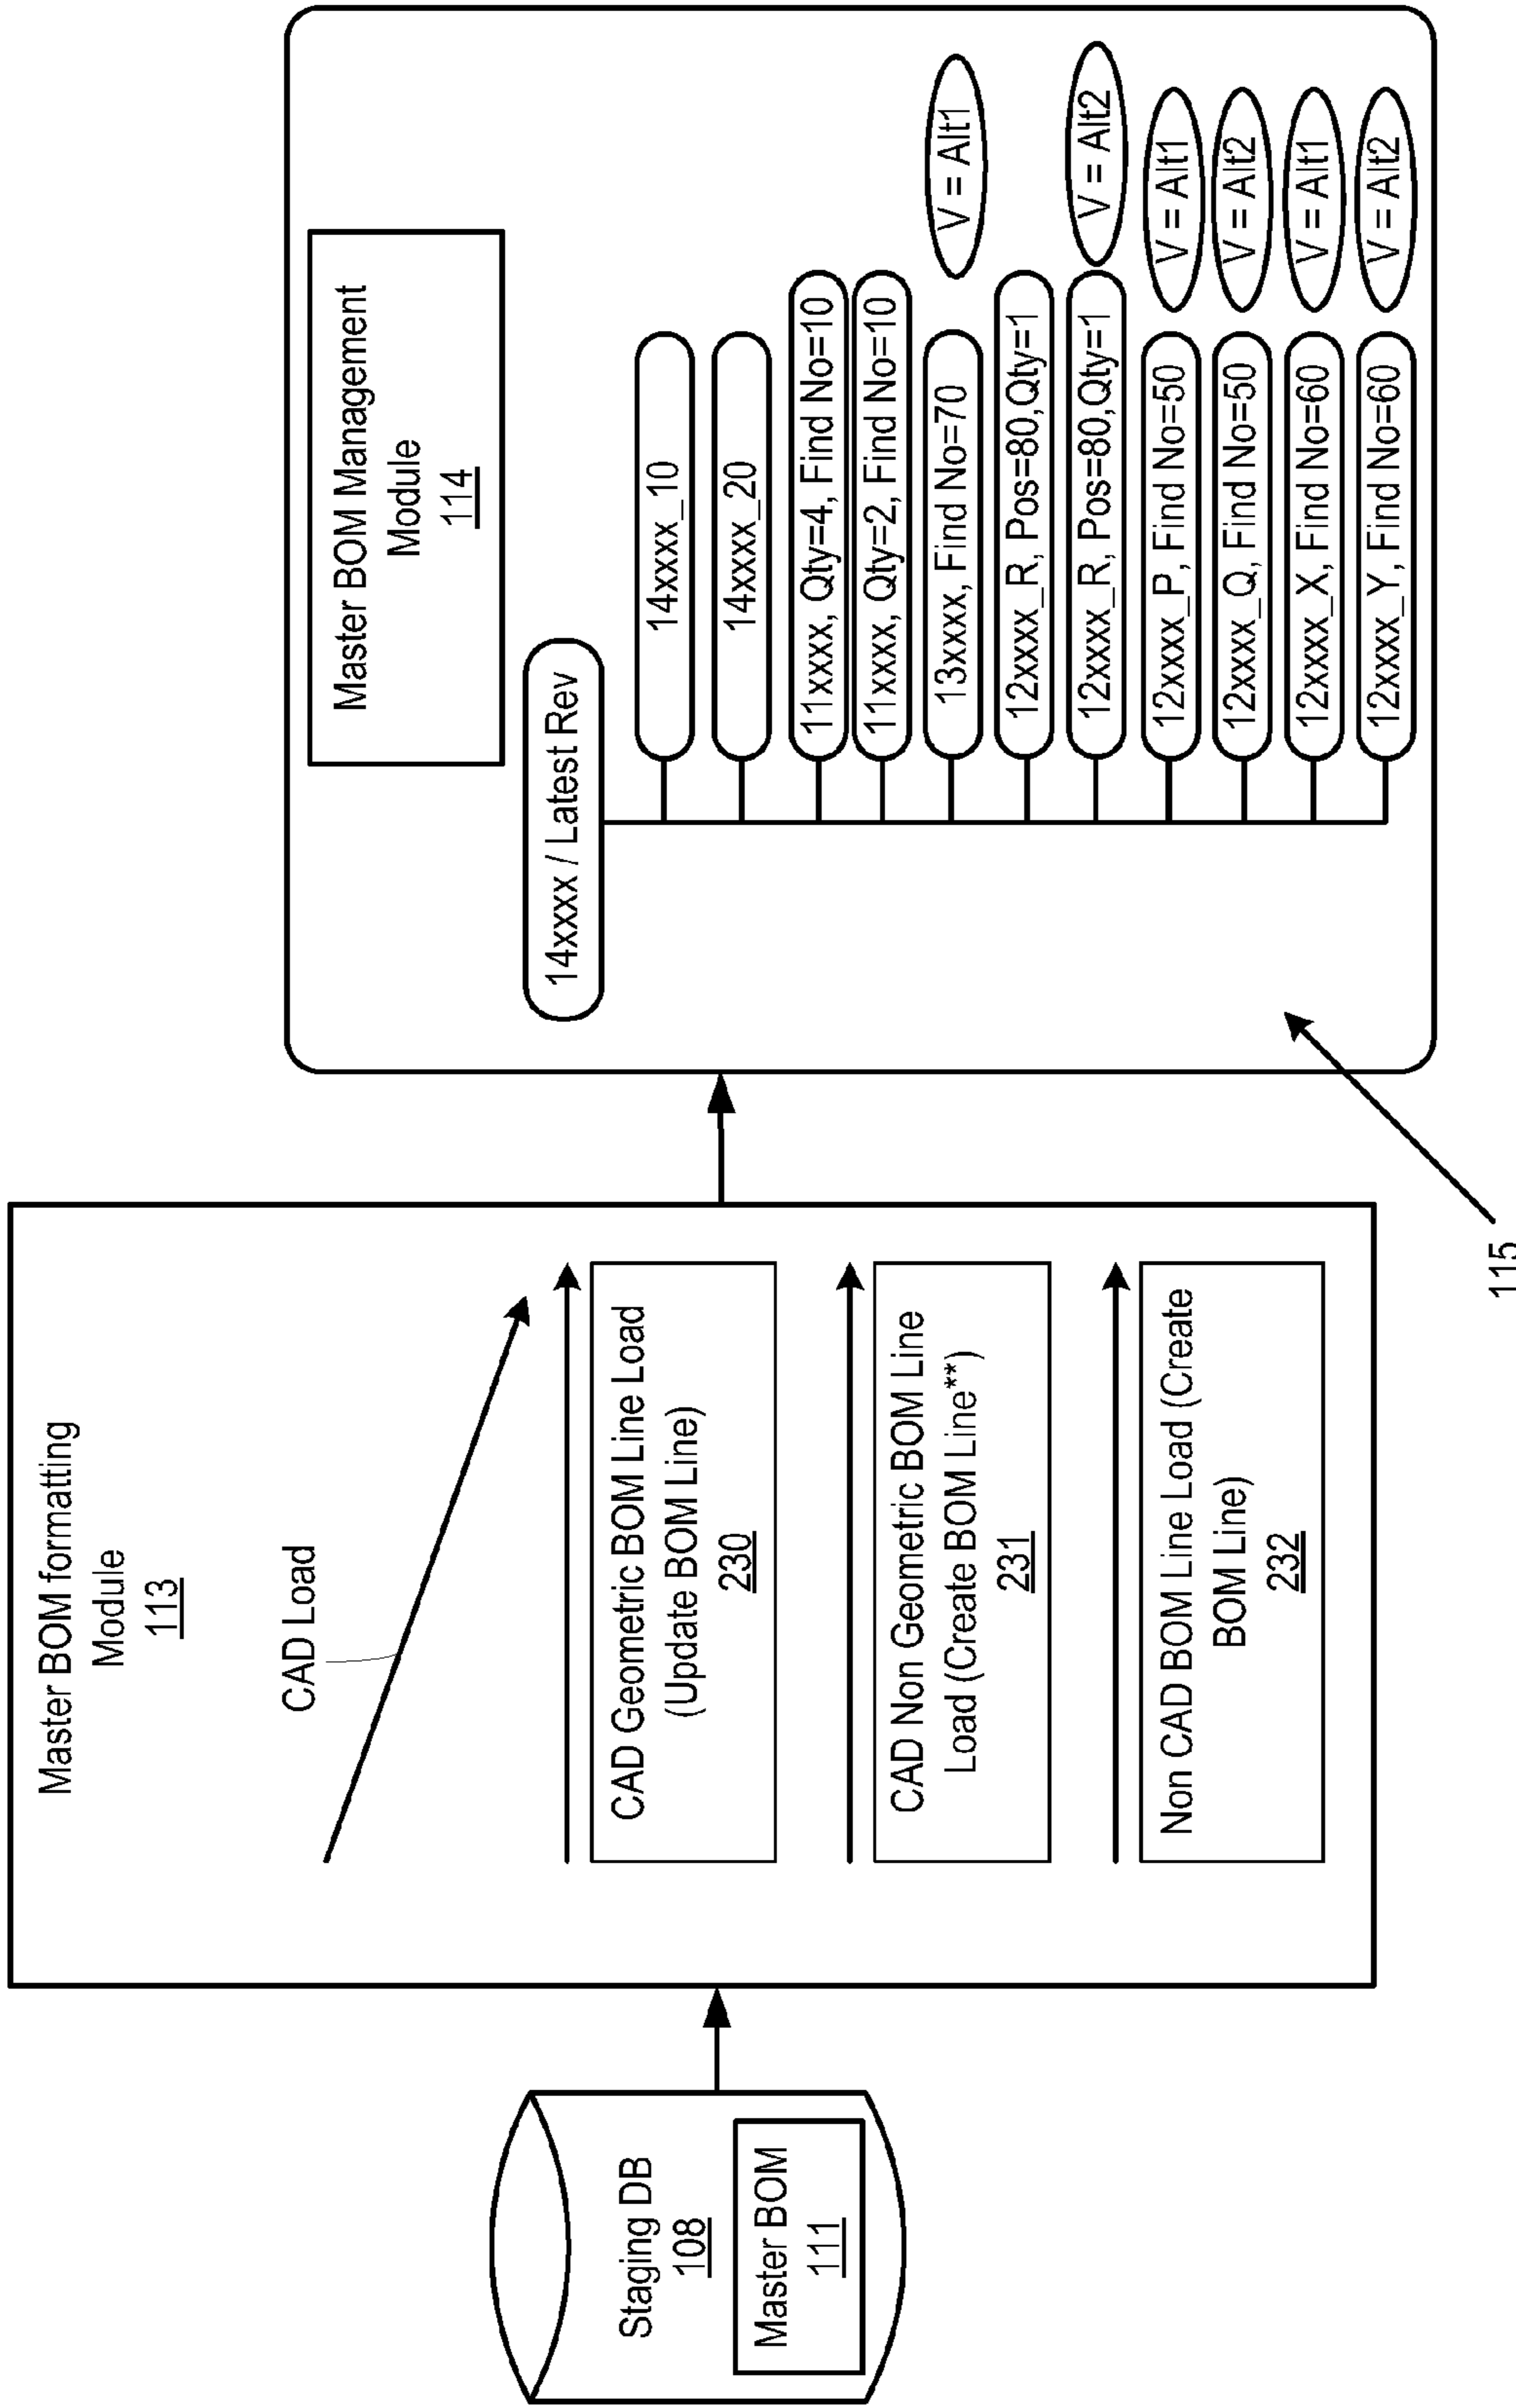 Staging DB
108
Master BOM
111
Master BOM formatting
Module
113
CAD Load
CAD Geometric BOM Line Load
(Update BOM Line)
230
CAD Non Geometric BOM Line
Load (Create BOM Line**)
231
Non CAD BOM Line Load (Create
BOM Line)
232
Master BOM Management
Module
114
14xxxx / Latest Rev
14xxxx_10
14xxxx_20
11xxxx, Qty=4, Find No=10
11xxxx, Qty=2, Find No=10
13xxxx, Find No=70
V = Alt1
12xxxx_R, Pos=80,Qty=1
12xxxx_R, Pos=80,Qty=1
V = Alt2
12xxxx_P, Find No=50
V = Alt1
12xxxx_Q, Find No=50
V = Alt2
12xxxx_X, Find No=60
V = Alt1
12xxxx_Y, Find No=60
V = Alt2
115